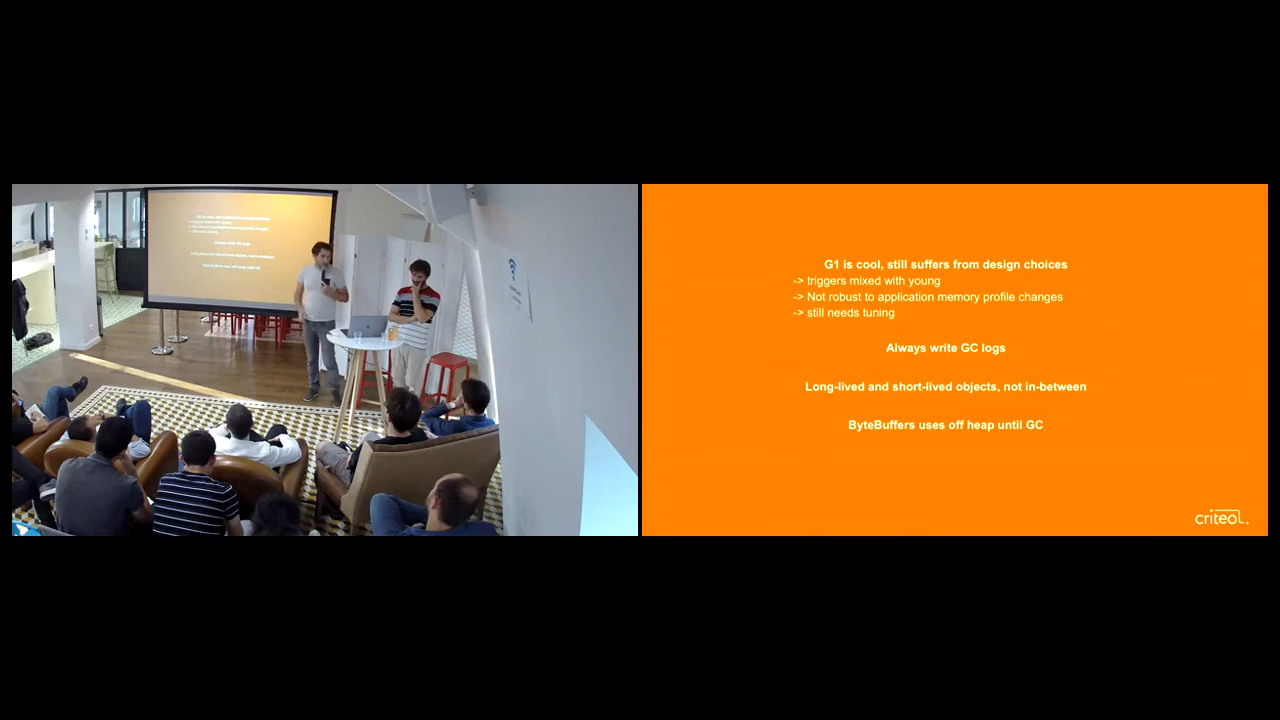 G1 is cool, still suffers from design choices
-> triggers mixed with young
-> Not robust to application memory profile changes
-> still needs tuning
Always write GC logs
Long-lived and short-lived objects, not in-between
ByteBuffers uses off heap until GC
criteol.